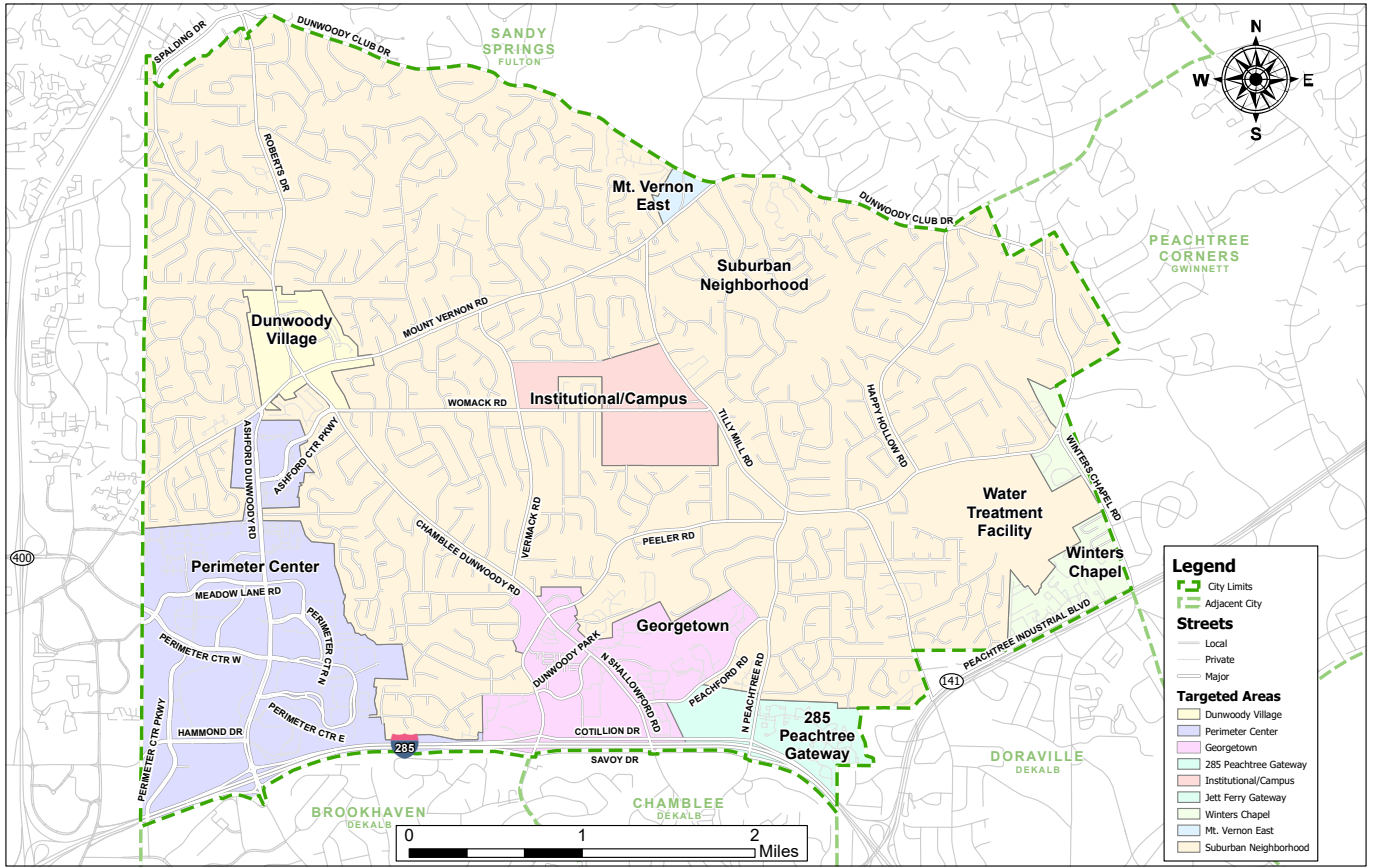 SPALDING DR
DUNWOODY CLUB DR
SANDY
SPRINGS
FULTON
N
W
E
S
ROBERTS DR
Mt. Vernon
East
DUNWOODY CLUB DR
PEACHTREE
CORNERS
GWINNETT
Suburban
Neighborhood
Dunwoody
Village
MOUNT VERNON RD
Institutional/Campus
WOMACK RD
TILLY MILL RD
HAPPY HOLLOW RD
ASHFORD DUNWOODY RD
ASHFORD CTR PKWY
WINTERS CHAPEL RD
Water
Treatment
Facility
VERMACK RD
CHAMBLEE DUNWOODY RD
PEELER RD
400
Perimeter Center
MEADOW LANE RD
PERIMETER CTR N
PERIMETER CTR W
Winters
Chapel
Georgetown
DUNWOODY PARK
N SHALLOWFORD RD
PEACHFORD RD
N PEACHTREE RD
PEACHTREE INDUSTRIAL BLVD
141
PERIMETER CTR PKWY
HAMMOND DR
PERIMETER CTR E
285
COTILLION DR
SAVOY DR
285
Peachtree
Gateway
DORAVILLE
DEKALB
BROOKHAVEN
DEKALB
CHAMBLEE
DEKALB
0
1
2
Miles
Legend
City Limits
Adjacent City
Streets
Local
Private
Major
Targeted Areas
Dunwoody Village
Perimeter Center
Georgetown
285 Peachtree Gateway
Institutional/Campus
Jett Ferry Gateway
Winters Chapel
Mt. Vernon East
Suburban Neighborhood